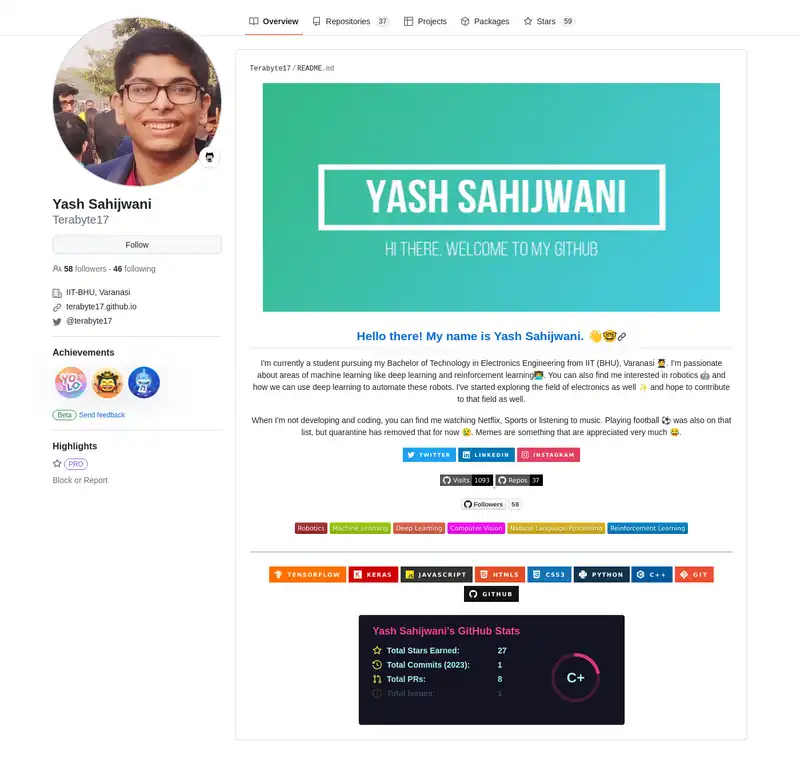 Overview Repositories 37 Projects Packages Stars 59
Yash Sahijwani
Terabyte17
Follow
58 followers · 46 following
IIT-BHU, Varanasi
terabyte17.github.io
@terabyte17
Achievements
YOLO
Beta Send feedback
Highlights
PRO
Block or Report
Terabyte17/README.md
YASH SAHIJWANI
HI THERE. WELCOME TO MY GITHUB
Hello there! My name is Yash Sahijwani. 👋🤓
I'm currently a student pursuing my Bachelor of Technology in Electronics Engineering from IIT (BHU), Varanasi 👨‍🎓. I'm passionate
about areas of machine learning like deep learning and reinforcement learning👨‍💻. You can also find me interested in robotics 🤖 and
how we can use deep learning to automate these robots. I've started exploring the field of electronics as well ✨ and hope to contribute
to that field as well.
When I'm not developing and coding, you can find me watching Netflix, Sports or listening to music. Playing football ⚽ was also on that
list, but quarantine has removed that for now 😢. Memes are something that are appreciated very much 😄.
TWITTER LINKEDIN INSTAGRAM
Visits 1093 Repos 37
Followers 58
Robotics Machine Learning Deep Learning Computer Vision Natural Language Processing Reinforcement Learning
TENSORFLOW KERAS JAVASCRIPT HTML5 CSS3 PYTHON C++ GIT
GITHUB
Yash Sahijwani's GitHub Stats
Total Stars Earned: 27
Total Commits (2023): 1
Total PRs: 8
Total Issues: 1
C+